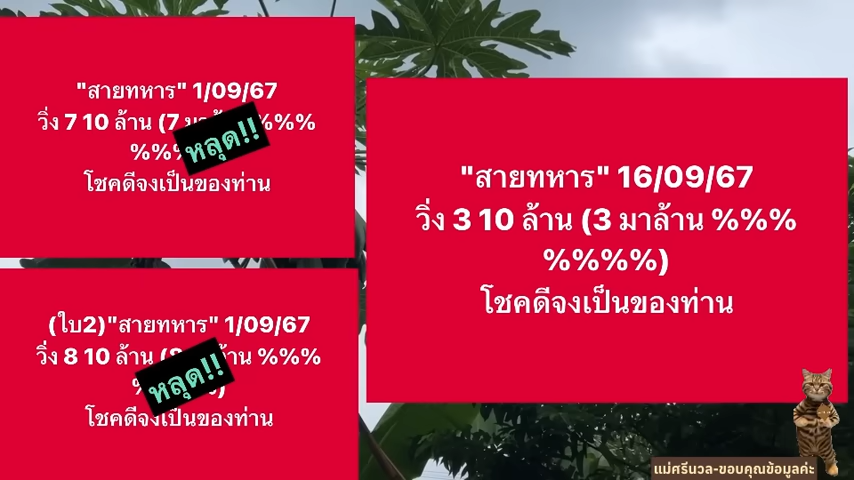 "สายทหาร" 1/09/67
วิ่ง 7 10 ล้าน (7 %%%
%%%
หลุด!!
โชคดีจงเป็นของท่าน
(ใบ2)"สายทหาร" 1/09/67
วิ่ง 8 10 ล้าน %%%
หลุด!!
โชคดีจงเป็นของท่าน
"สายทหาร" 16/09/67
วิ่ง 3 10 ล้าน (3 มาล้าน %%%
%%%%)
โชคดีจงเป็นของท่าน
แม่ศรีนวล-ขอบคุณข้อมูลค่ะ